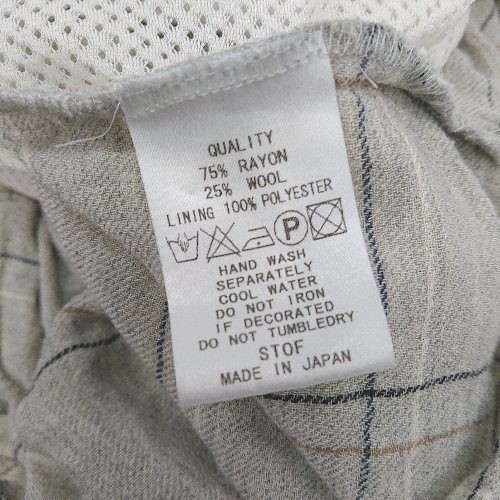 QUALITY
75% RAYON
25% WOOL
LINING 100% POLYESTER
P
HAND WASH
SEPARATELY
COOL WATER
DO NOT IRON
IF DECORATED
DO NOT TUMBLEDRY
STOF
MADE IN JAPAN